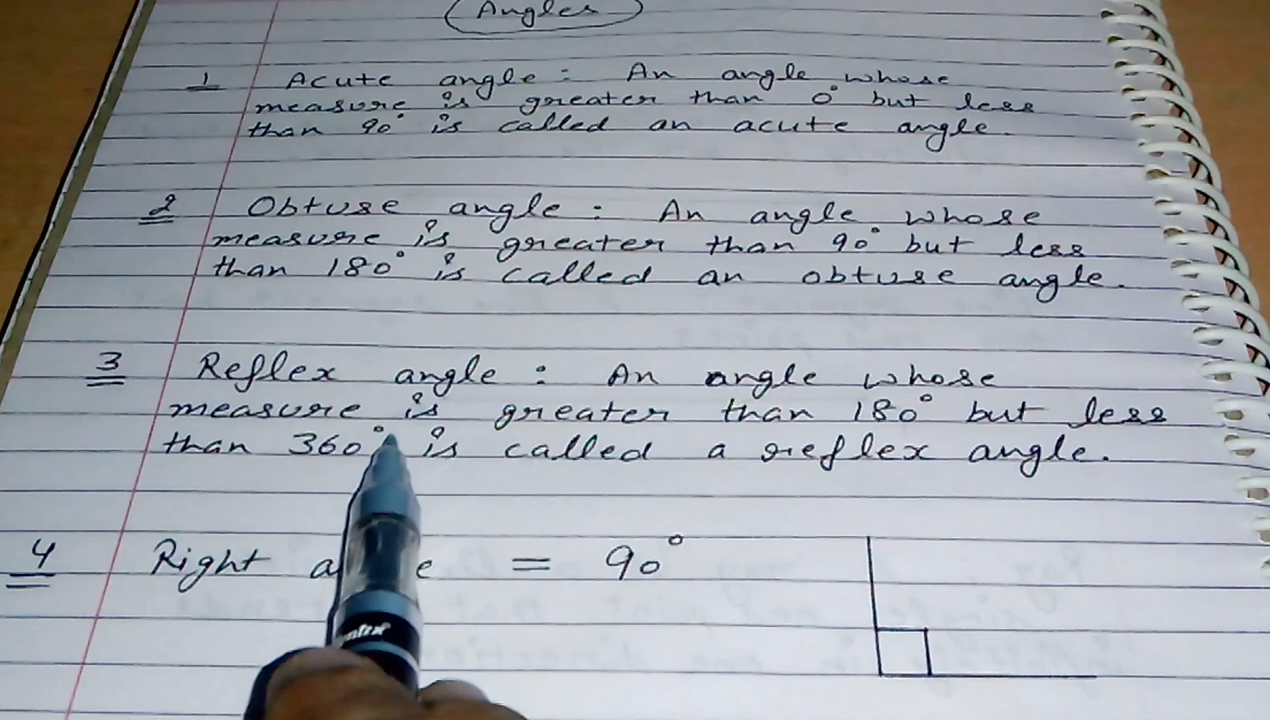 Angles
1 Acute angle : An angle whose
measure is greater than 0° but less
than 90° is called an acute angle.
2 Obtuse angle : An angle whose
measure is greater than 90° but less
than 180° is called an obtuse angle.
3 Reflex angle : An angle whose
measure is greater than 180° but less
than 360° is called a reflex angle.
4 Right a e = 90°